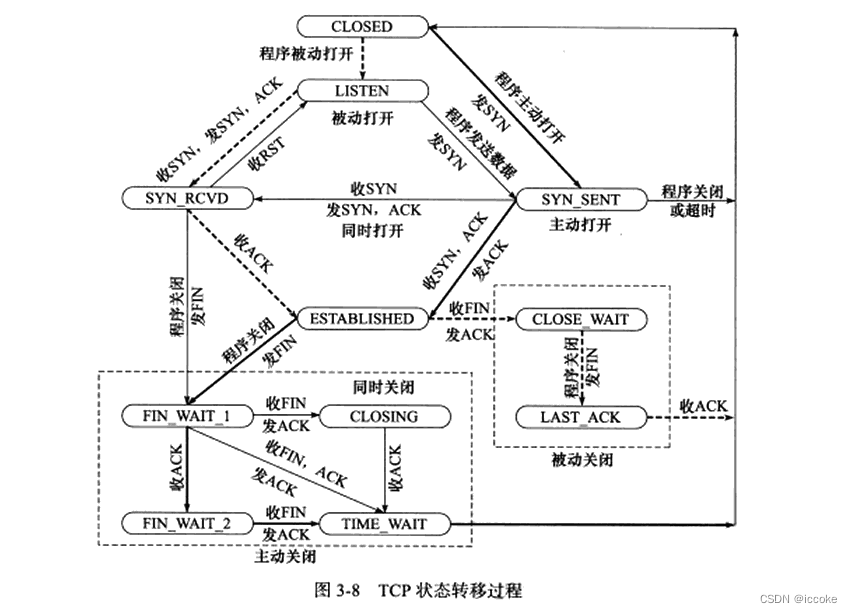 CLOSED
程序被动打开
LISTEN
被动打开
收SYN，发SYN，ACK
收RST
程序发送数据
发SYN
程序主动打开
发SYN
SYN_RCVD
收SYN
发SYN，ACK
同时打开
SYN_SENT
主动打开
程序关闭
或超时
收ACK
收SYN，ACK
发ACK
程序关闭
发FIN
ESTABLISHED
收FIN
发ACK
CLOSE_WAIT
程序关闭
发FIN
程序关闭
发FIN
LAST_ACK
收ACK
被动关闭
同时关闭
FIN_WAIT_1
收FIN
发ACK
CLOSING
收ACK
收FIN，ACK
发ACK
收ACK
FIN_WAIT_2
收FIN
发ACK
TIME_WAIT
主动关闭
图 3-8 TCP 状态转移过程
CSDN @iccoke